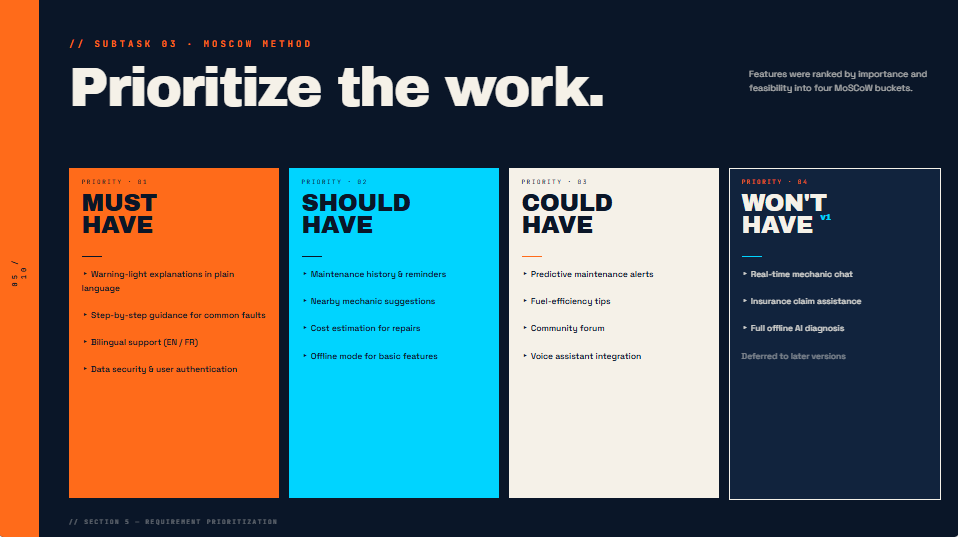 // SUBTASK 03 · MOSCOW METHOD
Prioritize the work.
Features were ranked by importance and
feasibility into four MoSCoW buckets.
05 / 10
PRIORITY · 01
MUST
HAVE
‣ Warning-light explanations in plain
language
‣ Step-by-step guidance for common faults
‣ Bilingual support (EN / FR)
‣ Data security & user authentication
PRIORITY · 02
SHOULD
HAVE
‣ Maintenance history & reminders
‣ Nearby mechanic suggestions
‣ Cost estimation for repairs
‣ Offline mode for basic features
PRIORITY · 03
COULD
HAVE
‣ Predictive maintenance alerts
‣ Fuel-efficiency tips
‣ Community forum
‣ Voice assistant integration
PRIORITY · 04
WON'T
HAVE v1
‣ Real-time mechanic chat
‣ Insurance claim assistance
‣ Full offline AI diagnosis
Deferred to later versions
// SECTION 5 — REQUIREMENT PRIORITIZATION